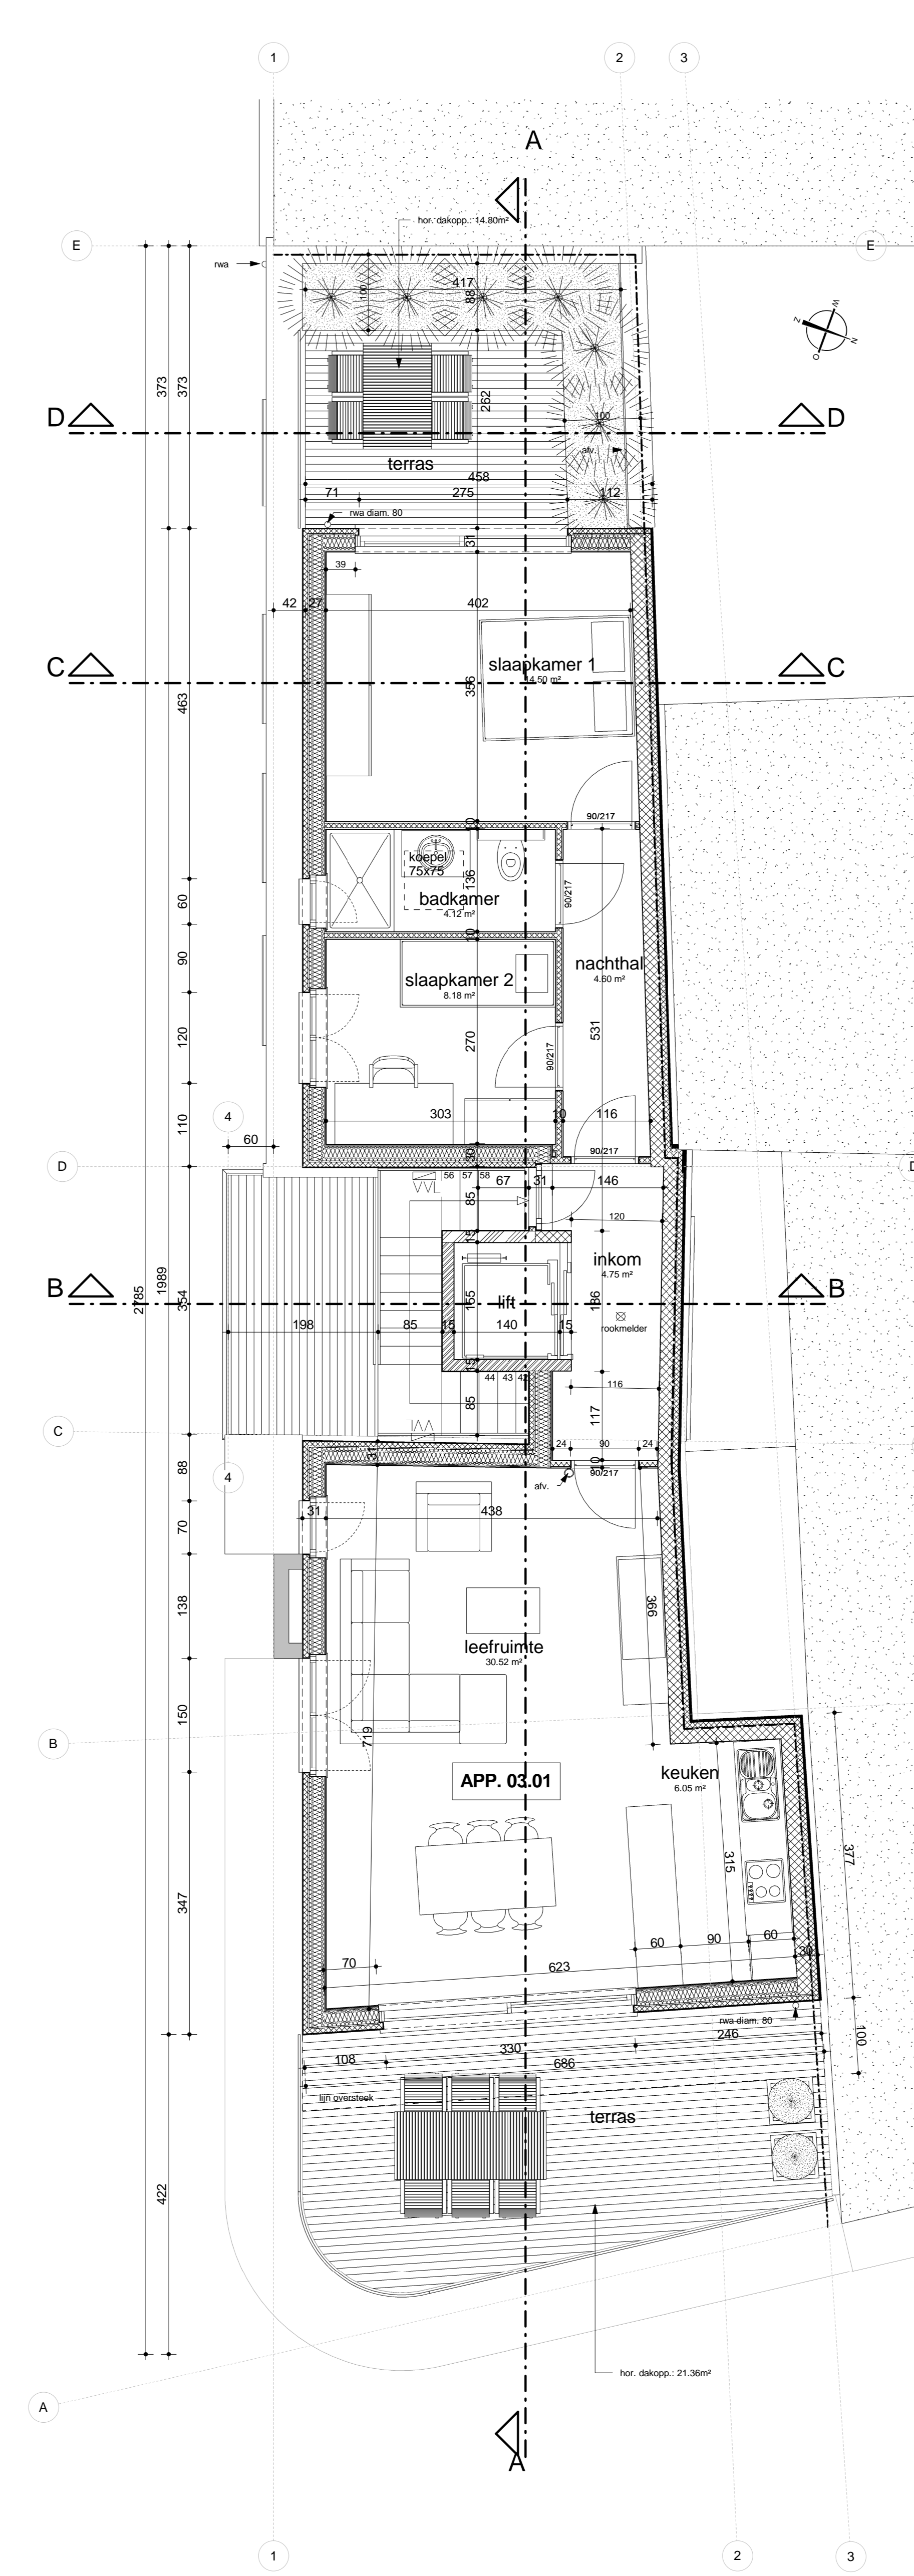 1
2
3
A
hor. dakopp.: 14.80m²
E
E
rwa
417
88
100
W
Z
N
O
373
373
262
100
D
D
afv.
terras
458
71
275
112
rwa diam. 80
31
39
42
27
402
C
slaapkamer 1
C
14.50 m²
356
463
10
90/217
koepel
75x75
136
badkamer
4.12 m²
90/217
60
10
90
nachthal
4.60 m²
slaapkamer 2
8.18 m²
531
120
270
90/217
4
303
10
116
110
60
30
90/217
D
D
56
57
58
67
31
146
85
120
15
inkom
4.75 m²
B
B
1989
2785
354
155
lift
186
198
85
15
140
15
rookmelder
15
44
43
42
116
85
117
C
24
90
24
31
10
88
4
90/217
afv.
31
438
70
138
366
leefruimte
30.52 m²
150
B
719
keuken
6.05 m²
APP. 03.01
377
315
347
60
90
60
30
70
623
rwa diam. 80
246
100
330
108
686
lijn oversteek
terras
422
hor. dakopp.: 21.36m²
A
A
1
2
3